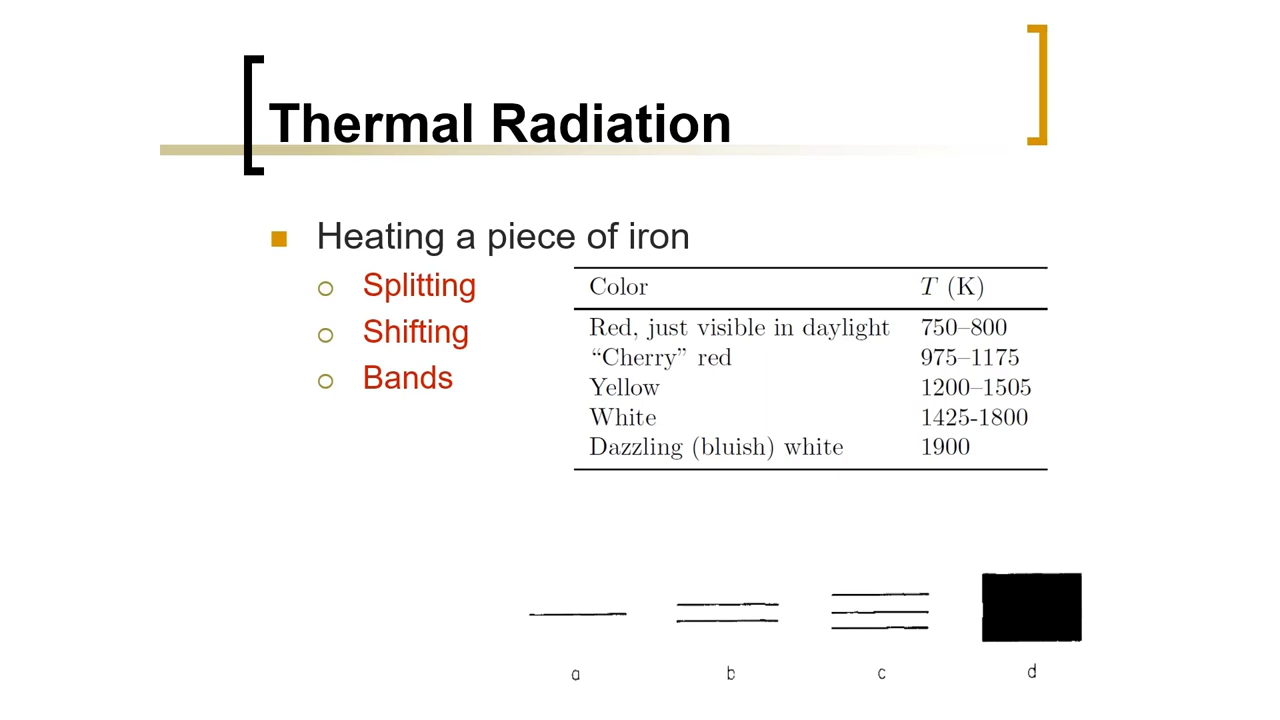 Thermal Radiation
Heating a piece of iron
Splitting
Shifting
Bands
Color T (K)
Red, just visible in daylight 750–800
“Cherry” red 975–1175
Yellow 1200–1505
White 1425-1800
Dazzling (bluish) white 1900
a b c d